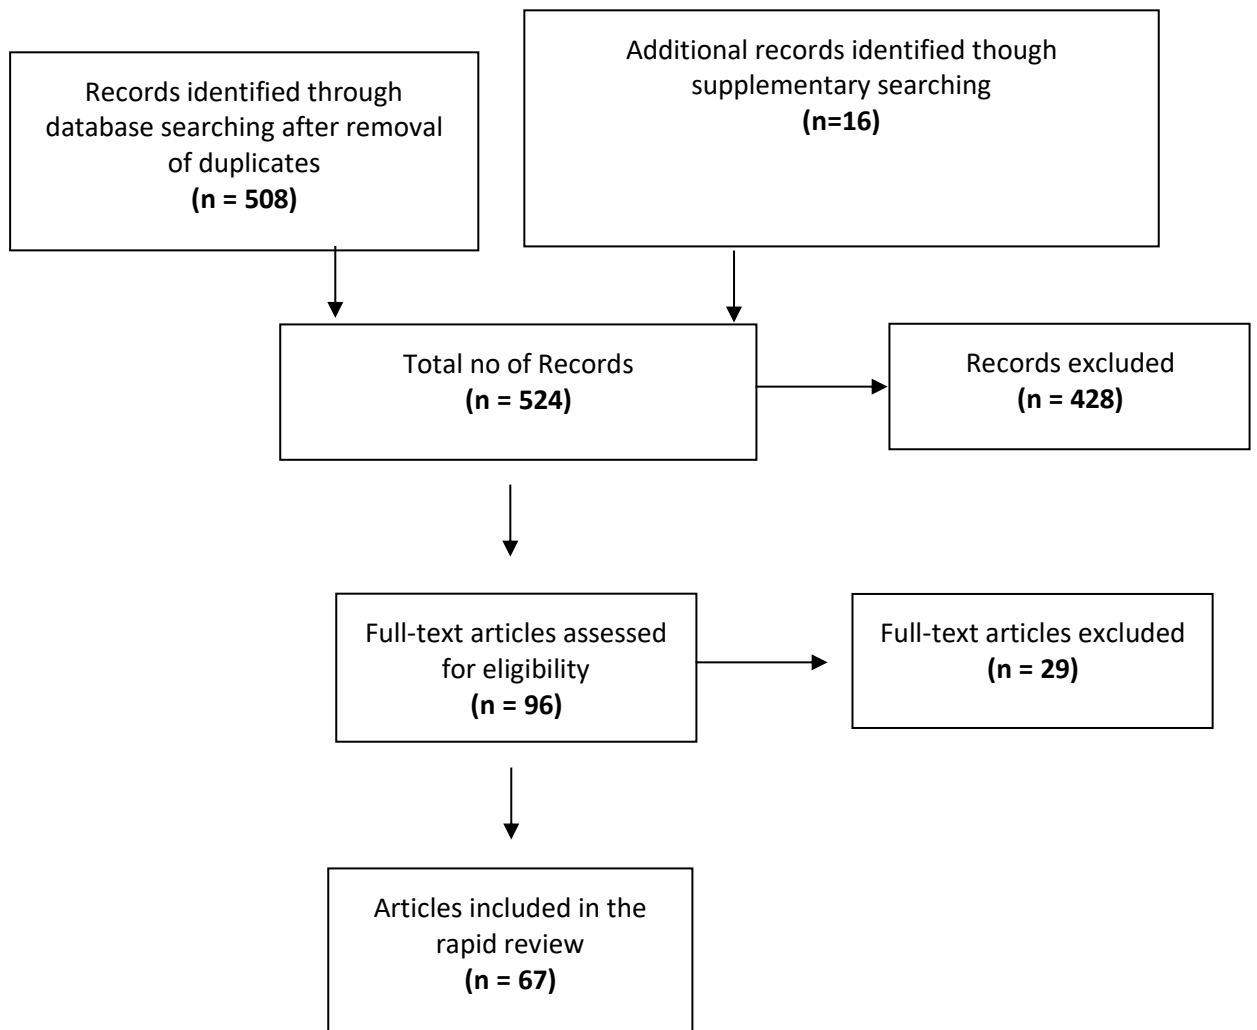 Records identified through
database searching after removal
of duplicates
(n = 508)
Additional records identified though
supplementary searching
(n=16)
Total no of Records
(n = 524)
Records excluded
(n = 428)
Full-text articles assessed
for eligibility
(n = 96)
Full-text articles excluded
(n = 29)
Articles included in the
rapid review
(n = 67)